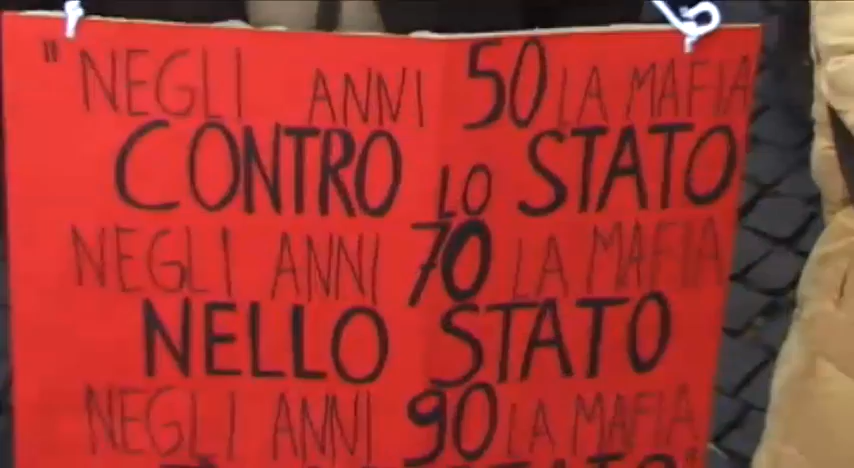 "NEGLI ANNI 50 LA MAFIA
CONTRO LO STATO
NEGLI ANNI 70 LA MAFIA
NELLO STATO
NEGLI ANNI 90 LA MAFIA
STATO"